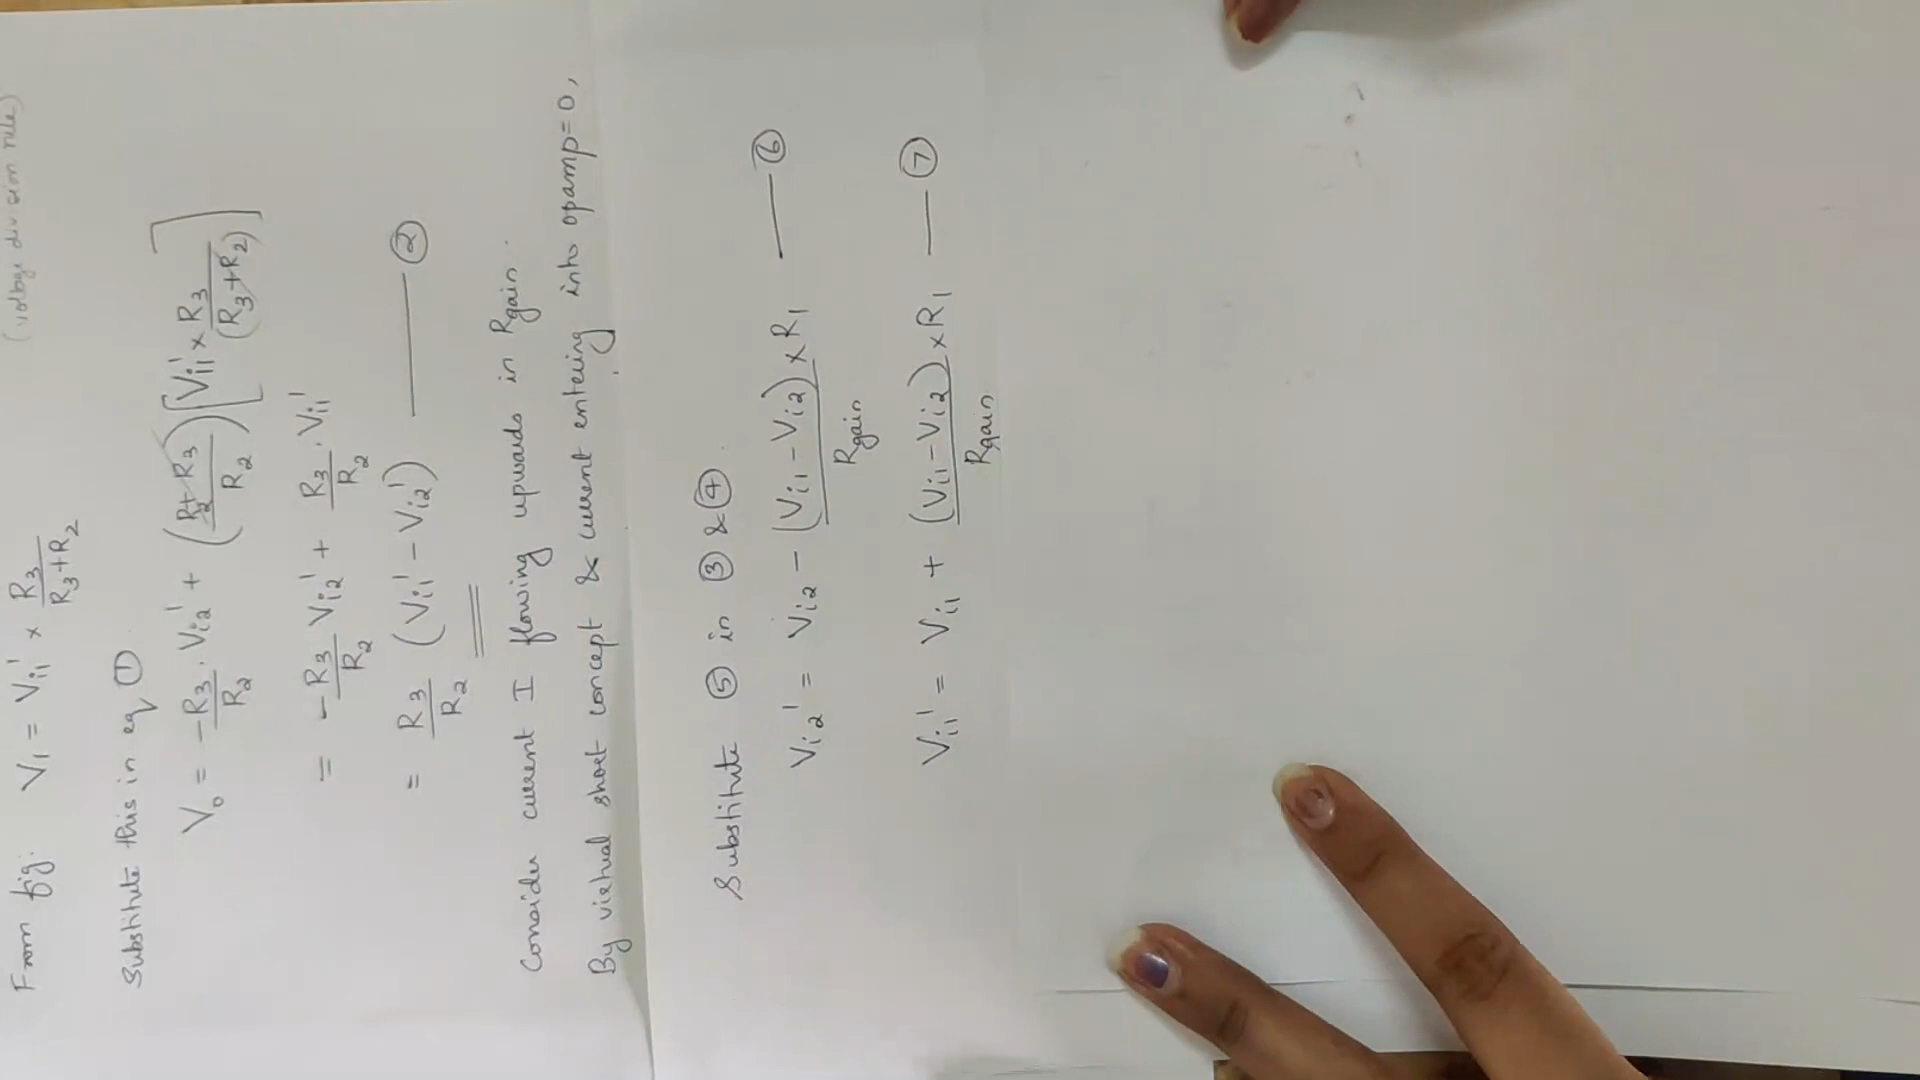 (voltage division rule)
From fig: V1 = Vi1' × R3/(R3+R2)
Substitute this in eq ①
Vo = -R3/R2 . Vi2' + ((R2+R3)/R2) [Vi1' × R3/(R3+R2)]
= -R3/R2 Vi2' + R3/R2 . Vi1'
= R3/R2 (Vi1' - Vi2') —— ②
Consider current I flowing upwards in Rgain.
By virtual short concept & current entering into opamp=0,
Substitute ⑤ in ③ & ④.
Vi2' = Vi2 - (Vi1 - Vi2)/Rgain × R1 —— ⑥
Vi1' = Vi1 + (Vi1 - Vi2)/Rgain × R1 —— ⑦